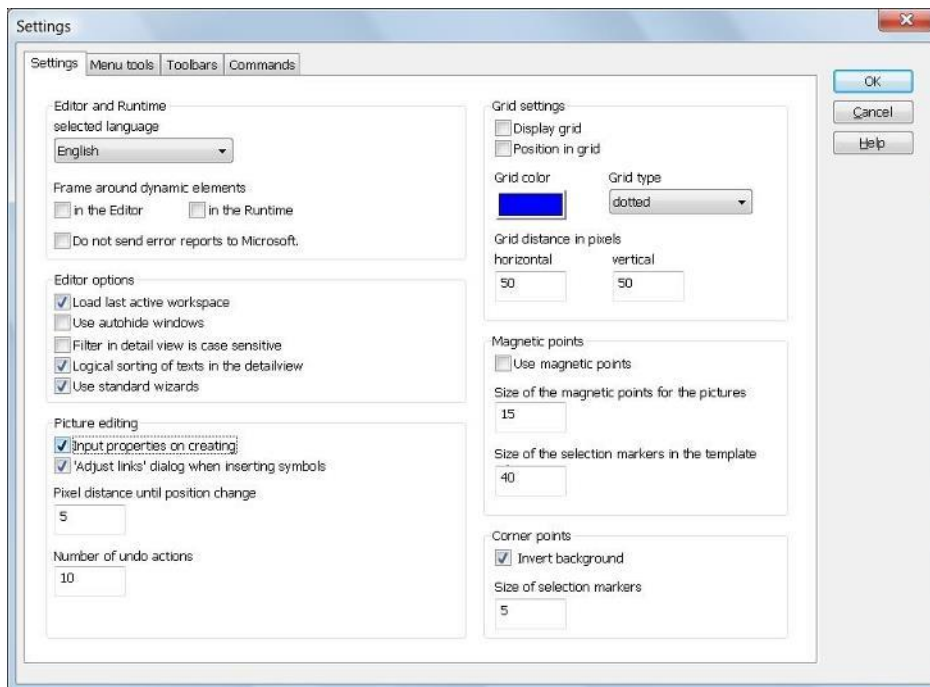 Settings
Settings Menu tools Toolbars Commands
Editor and Runtime
selected language
English
Frame around dynamic elements
in the Editor in the Runtime
Do not send error reports to Microsoft.
Editor options
Load last active workspace
Use autohide windows
Filter in detail view is case sensitive
Logical sorting of texts in the detailview
Use standard wizards
Picture editing
Input properties on creating
'Adjust links' dialog when inserting symbols
Pixel distance until position change
5
Number of undo actions
10
Grid settings
Display grid
Position in grid
Grid color Grid type
dotted
Grid distance in pixels
horizontal vertical
50 50
Magnetic points
Use magnetic points
Size of the magnetic points for the pictures
15
Size of the selection markers in the template
40
Corner points
Invert background
Size of selection markers
5
OK
Cancel
Help